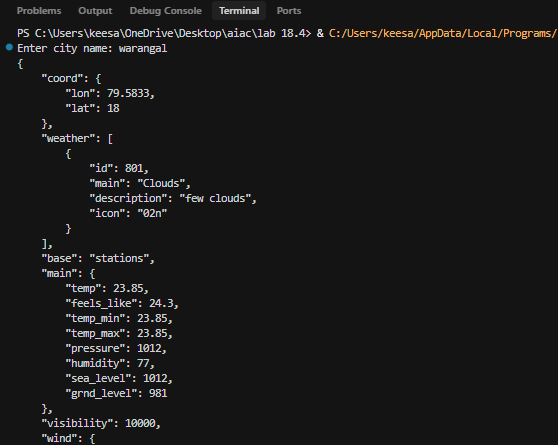 Problems Output Debug Console Terminal Ports
PS C:\Users\keesa\OneDrive\Desktop\aiac\lab 18.4> & C:/Users/keesa/AppData/Local/Programs/
Enter city name: warangal
{
    "coord": {
        "lon": 79.5833,
        "lat": 18
    },
    "weather": [
        {
            "id": 801,
            "main": "Clouds",
            "description": "few clouds",
            "icon": "02n"
        }
    ],
    "base": "stations",
    "main": {
        "temp": 23.85,
        "feels_like": 24.3,
        "temp_min": 23.85,
        "temp_max": 23.85,
        "pressure": 1012,
        "humidity": 77,
        "sea_level": 1012,
        "grnd_level": 981
    },
    "visibility": 10000,
    "wind": {